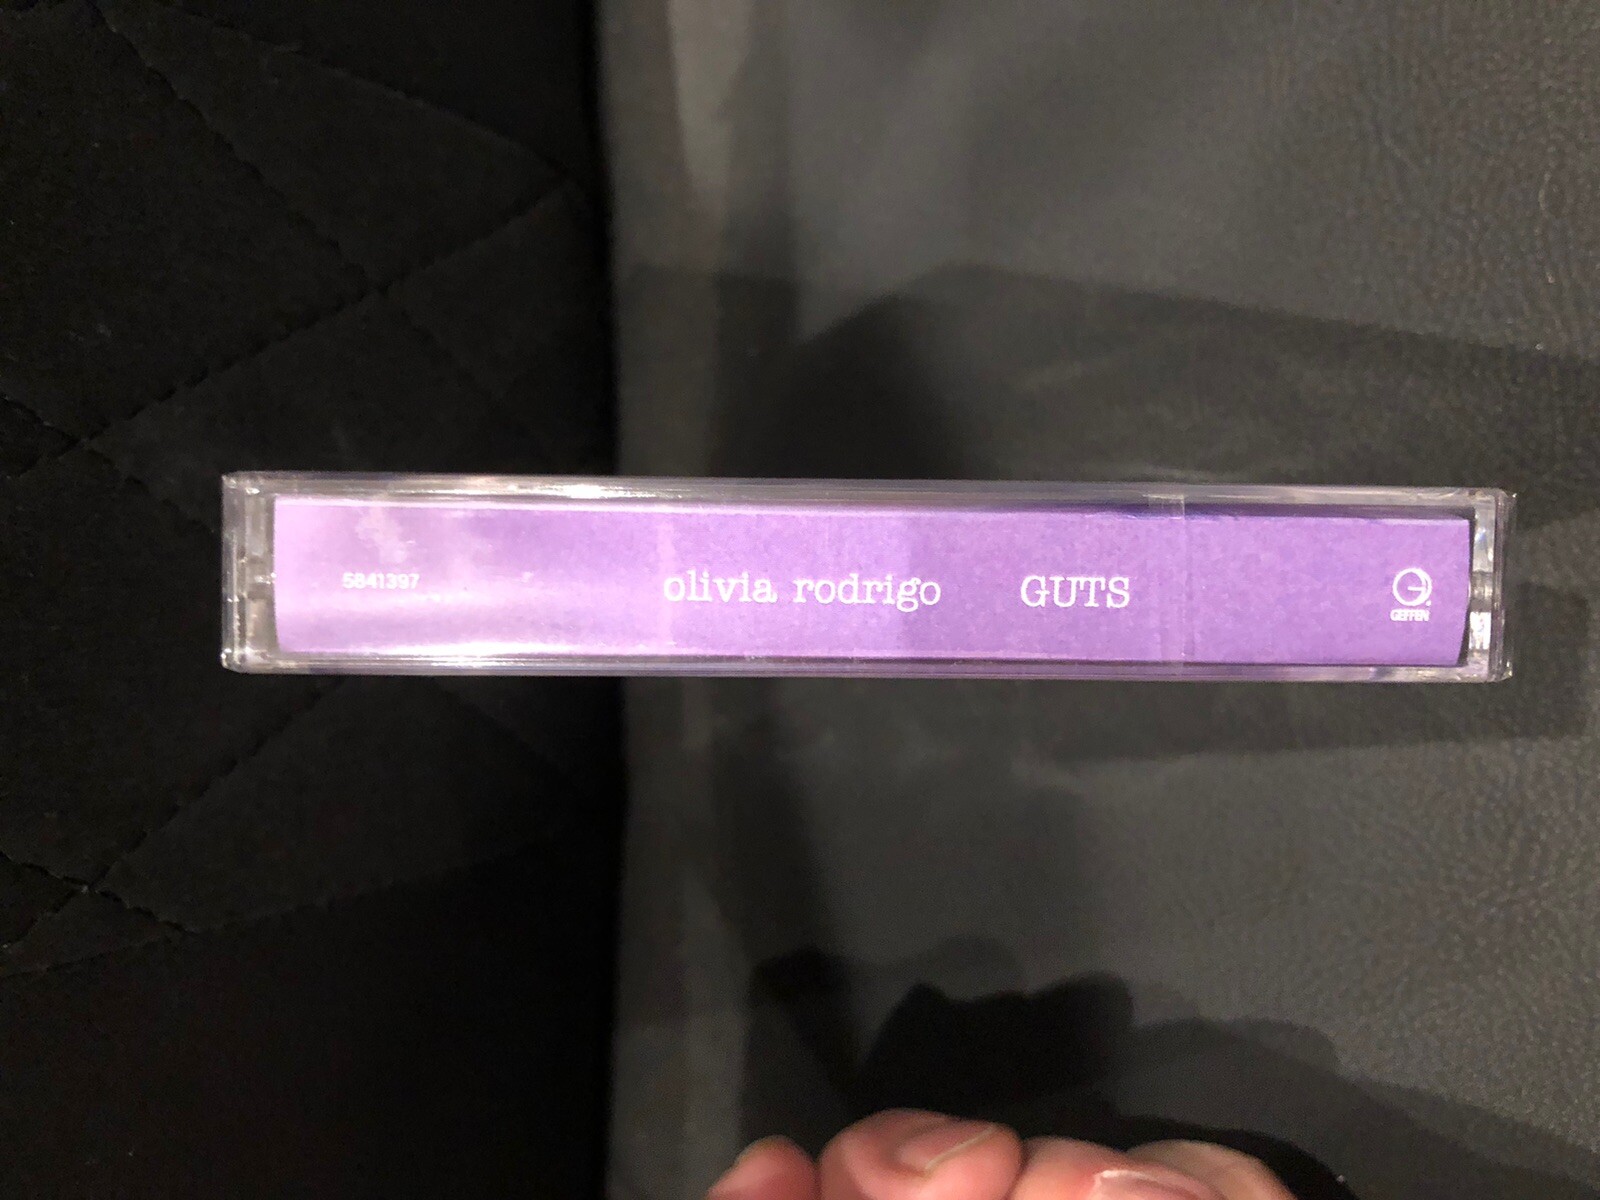 5841397
olivia rodrigo GUTS
GEFFEN